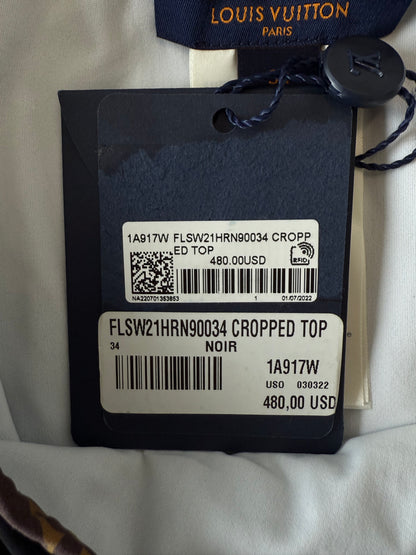 LOUIS VUITTON
PARIS
1A917W FLSW21HRN90034 CROPP
ED TOP
480.00USD
RFID
NA220701353853
1
01/07/2022
FLSW21HRN90034 CROPPED TOP
34
NOIR
1A917W
USO 030322
480,00 USD